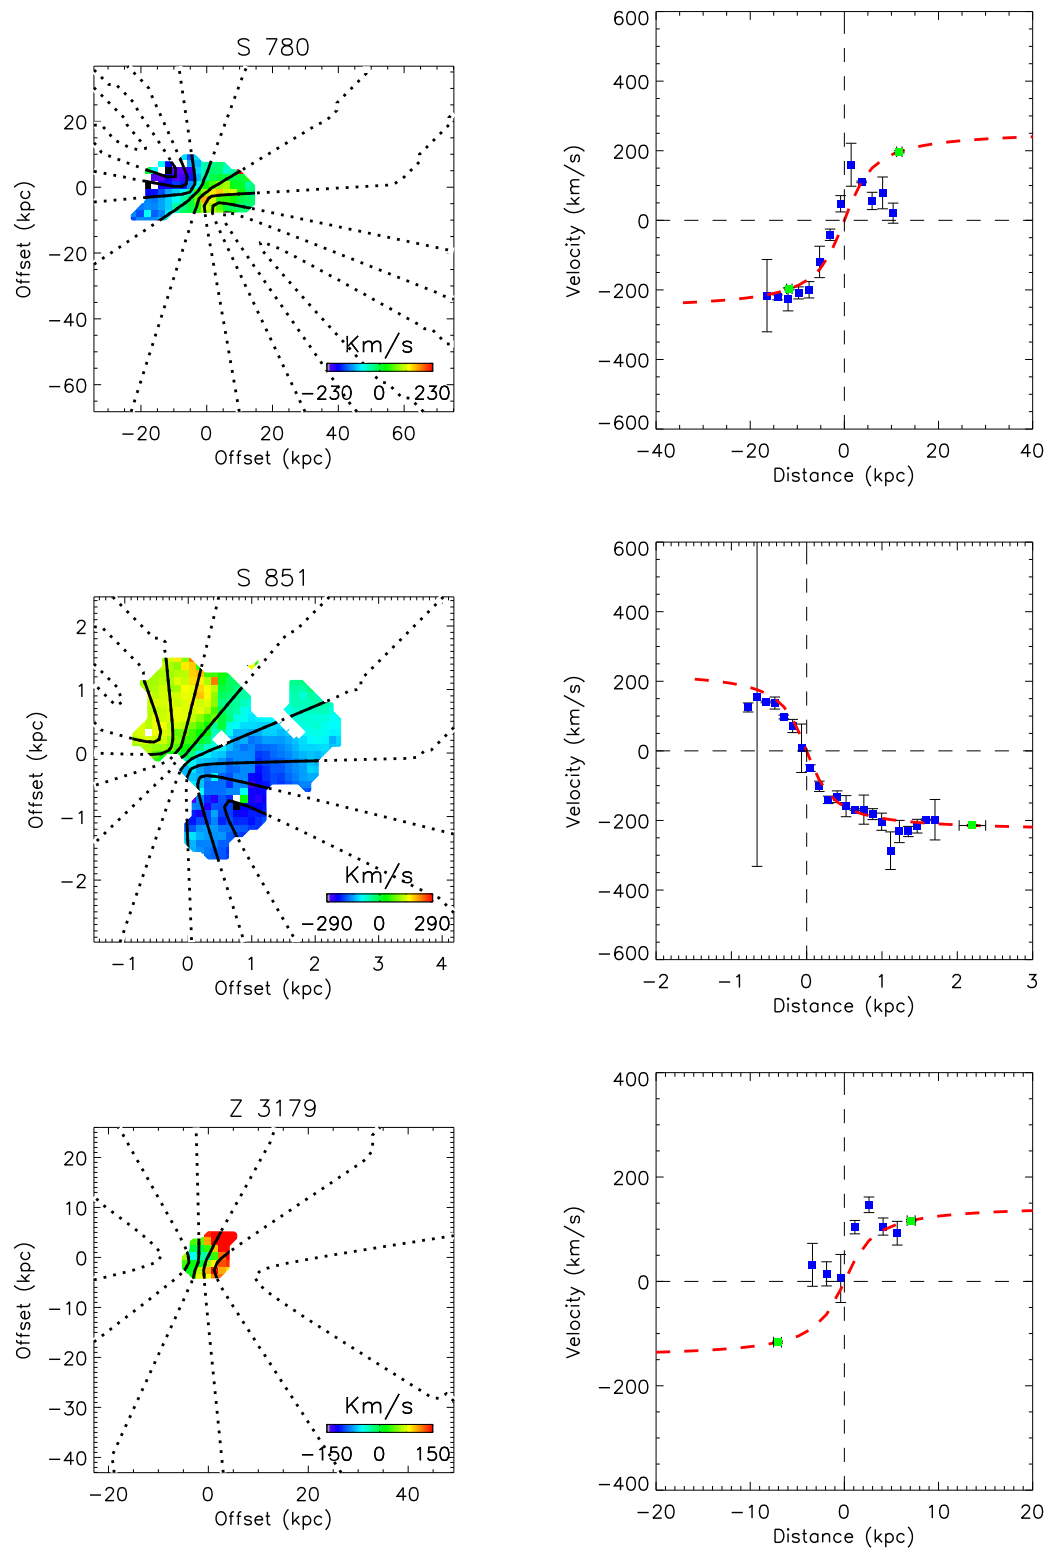 S 780
Offset (kpc)
20
0
−20
−40
−60
Km/s
−230 0 230
−20 0 20 40 60
Offset (kpc)
Velocity (km/s)
600
400
200
0
−200
−400
−600
−40 −20 0 20 40
Distance (kpc)
S 851
Offset (kpc)
2
1
0
−1
−2
Km/s
−290 0 290
−1 0 1 2 3 4
Offset (kpc)
Velocity (km/s)
600
400
200
0
−200
−400
−600
−2 −1 0 1 2 3
Distance (kpc)
Z 3179
Offset (kpc)
20
10
0
−10
−20
−30
−40
Km/s
−150 0 150
−20 0 20 40
Offset (kpc)
Velocity (km/s)
400
200
0
−200
−400
−20 −10 0 10 20
Distance (kpc)